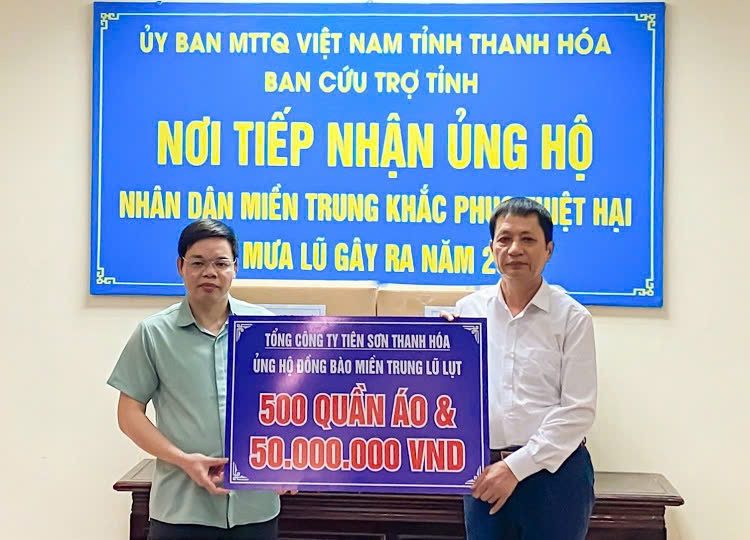 ỦY BAN MTTQ VIỆT NAM TỈNH THANH HÓA
BAN CỨU TRỢ TỈNH
NƠI TIẾP NHẬN ỦNG HỘ
NHÂN DÂN MIỀN TRUNG KHẮC HẠI
MƯA LŨ GÂY RA NĂM
TỔNG CÔNG TY TIÊN SƠN THANH HÓA
ỦNG HỘ ĐỒNG BÀO MIỀN TRUNG LŨ LỤT
500 QUẦN ÁO &
50.000.000 VND